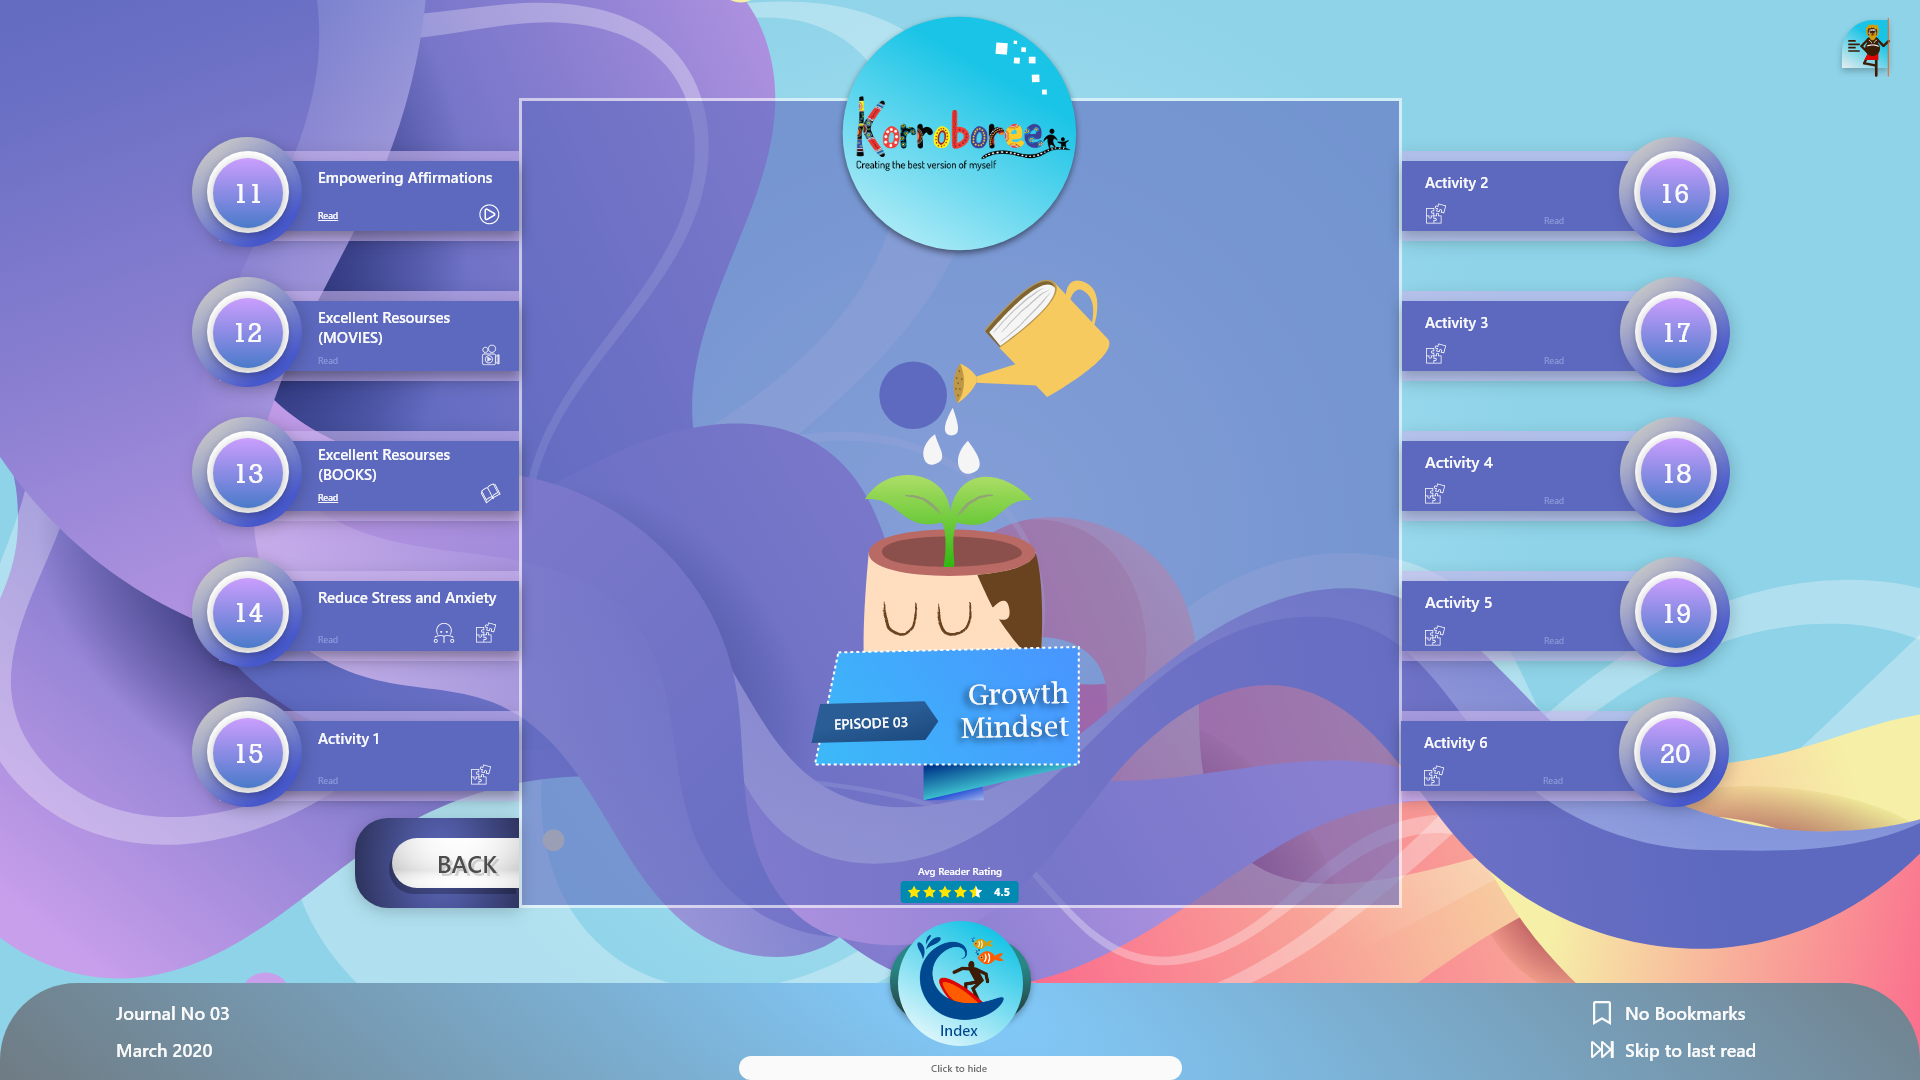 Korroboree
Creating the best version of myself
11
Empowering Affirmations
Read
12
Excellent Resourses
(MOVIES)
Read
13
Excellent Resourses
(BOOKS)
Read
14
Reduce Stress and Anxiety
Read
15
Activity 1
Read
BACK
Activity 2
Read
16
Activity 3
Read
17
Activity 4
Read
18
Activity 5
Read
19
Activity 6
Read
20
Growth
Mindset
EPISODE 03
Avg Reader Rating
4.5
Index
Journal No 03
March 2020
No Bookmarks
Skip to last read
Click to hide